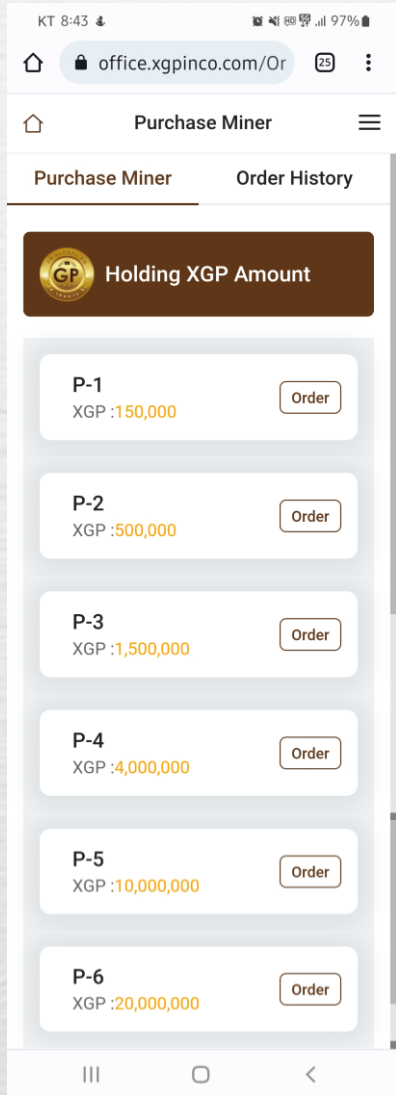 KT 8:43 97%
office.xgpinco.com/Or 25
Purchase Miner
Purchase Miner Order History
GP Holding XGP Amount
P-1
XGP :150,000 Order
P-2
XGP :500,000 Order
P-3
XGP :1,500,000 Order
P-4
XGP :4,000,000 Order
P-5
XGP :10,000,000 Order
P-6
XGP :20,000,000 Order